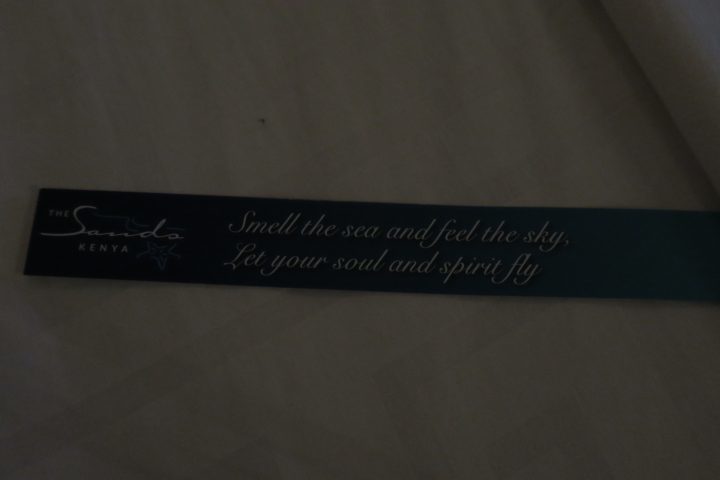 THE
Sands
KENYA
Smell the sea and feel the sky,
Let your soul and spirit fly